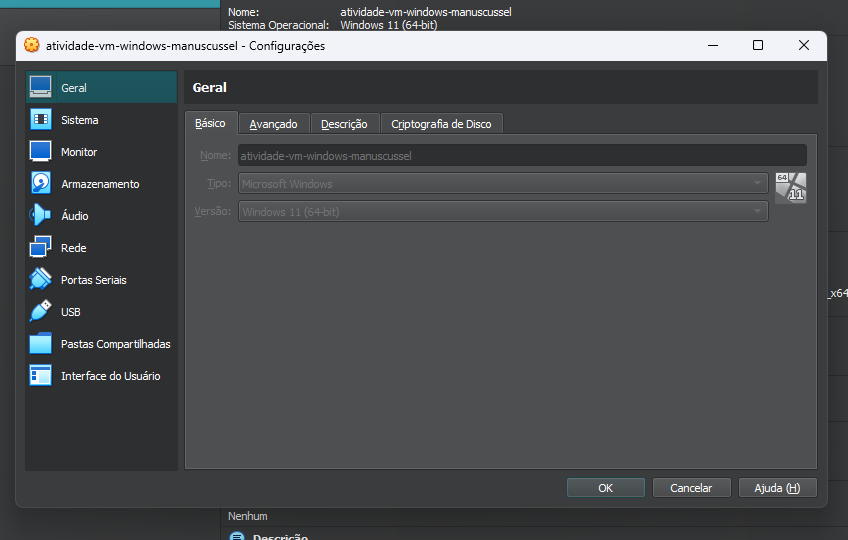 Nome: atividade-vm-windows-manuscussel
Sistema Operacional: Windows 11 (64-bit)
atividade-vm-windows-manuscussel - Configurações
Geral
Sistema
Monitor
Armazenamento
Áudio
Rede
Portas Seriais
USB
Pastas Compartilhadas
Interface do Usuário
Geral
Básico Avançado Descrição Criptografia de Disco
Nome: atividade-vm-windows-manuscussel
Tipo: Microsoft Windows
Versão: Windows 11 (64-bit)
64
11
_x64
OK Cancelar Ajuda (H)
Nenhum
Descrição